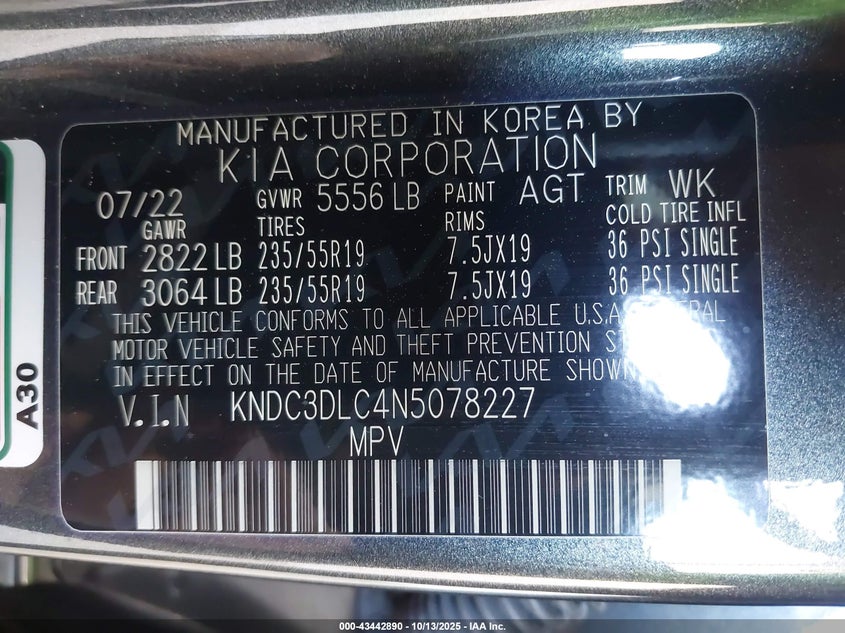 MANUFACTURED IN KOREA BY
KIA CORPORATION
07/22 GVWR 5556 LB PAINT AGT TRIM WK
GAWR TIRES RIMS COLD TIRE INFL
FRONT 2822 LB 235/55R19 7.5JX19 36 PSI SINGLE
REAR 3064 LB 235/55R19 7.5JX19 36 PSI SINGLE
THIS VEHICLE CONFORMS TO ALL APPLICABLE U.S.A
MOTOR VEHICLE SAFETY AND THEFT PREVENTION
IN EFFECT ON THE DATE OF MANUFACTURE SHOWN
V.I.N KNDC3DLC4N5078227
MPV
A30
000-43442890 - 10/13/2025 - IAA Inc.